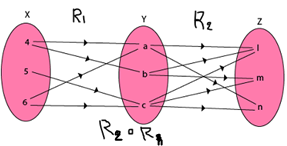 X R₁ Y R₂ Z
4 a l
5 b m
6 c n
R₂ ∘ R₁